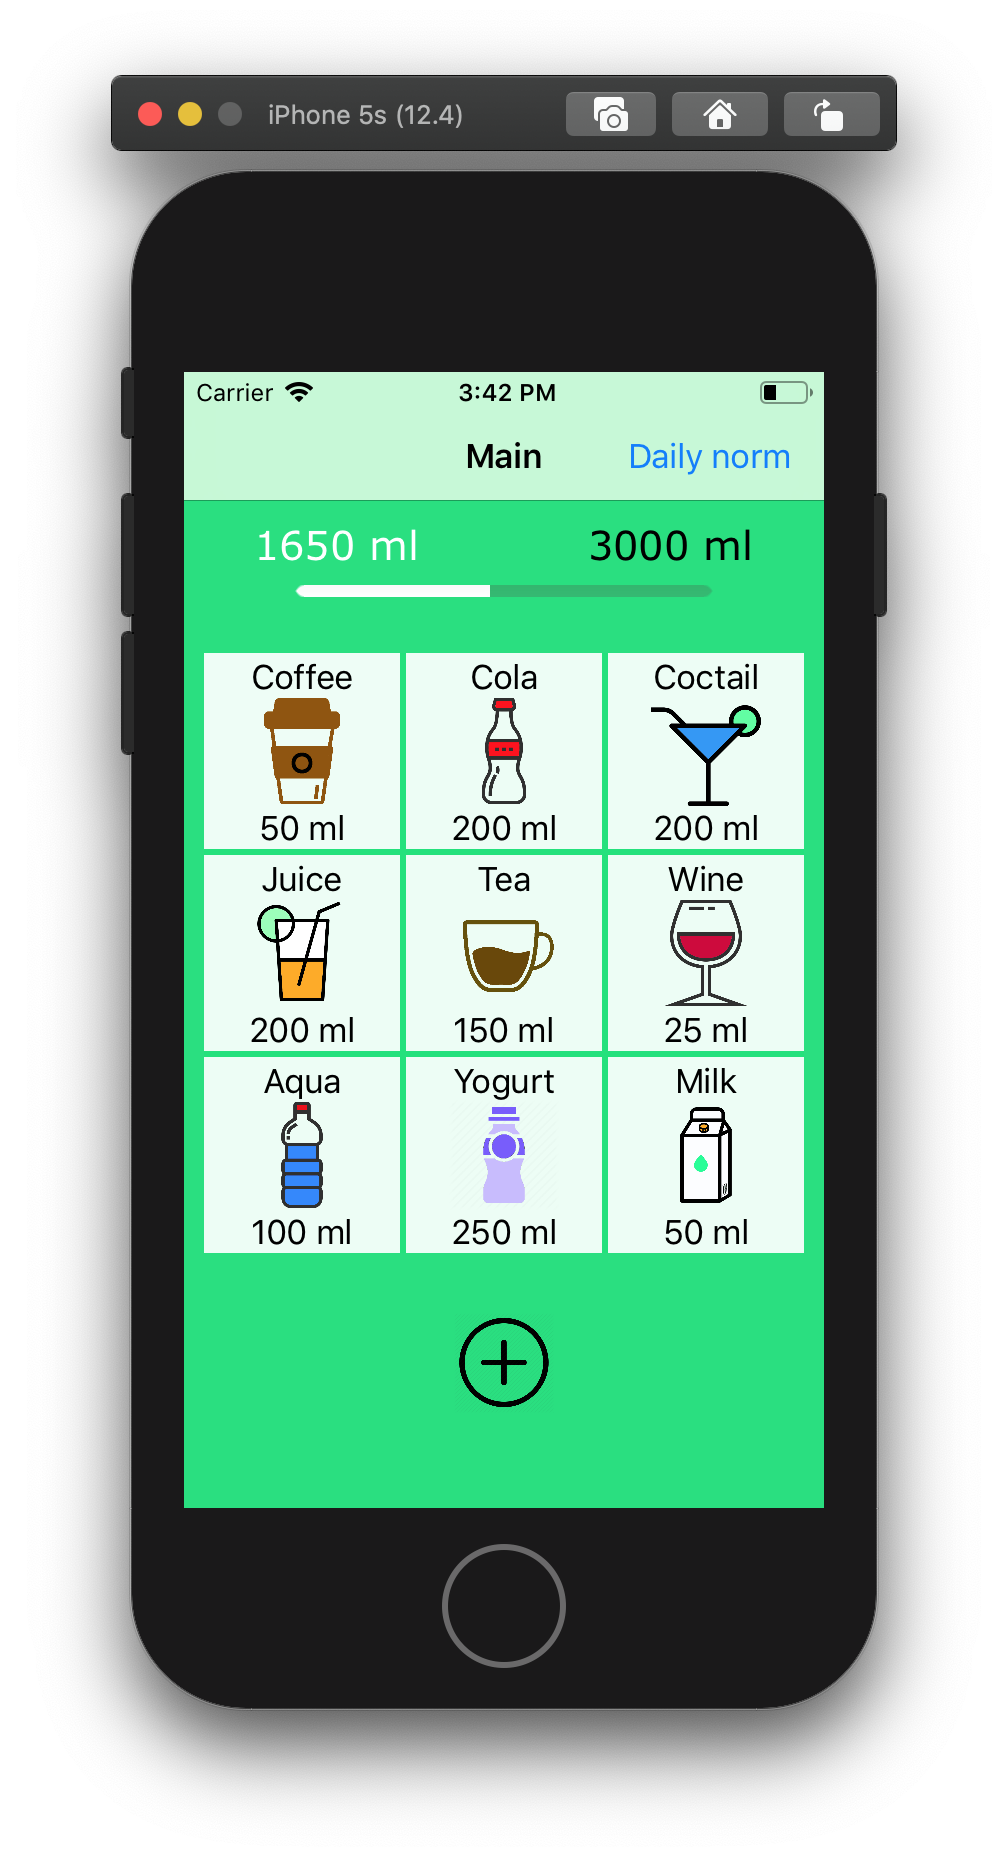 iPhone 5s (12.4)
Carrier 3:42 PM
Main Daily norm
1650 ml 3000 ml
Coffee Cola Coctail
50 ml 200 ml 200 ml
Juice Tea Wine
200 ml 150 ml 25 ml
Aqua Yogurt Milk
100 ml 250 ml 50 ml